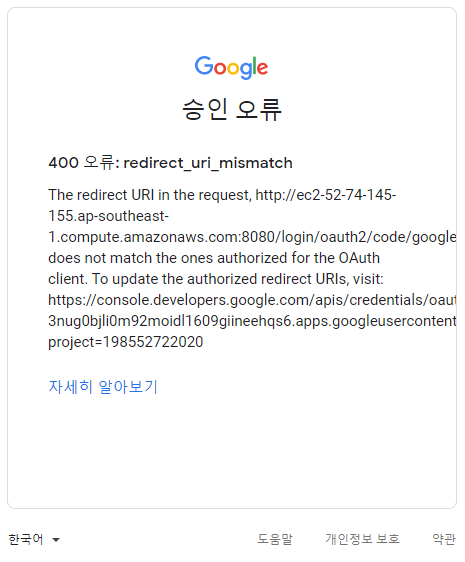 Google
승인 오류
400 오류: redirect_uri_mismatch
The redirect URI in the request, http://ec2-52-74-145-
155.ap-southeast-
1.compute.amazonaws.com:8080/login/oauth2/code/google
does not match the ones authorized for the OAuth
client. To update the authorized redirect URIs, visit:
https://console.developers.google.com/apis/credentials/oaut
3nug0bjli0m92moidl1609giineehqs6.apps.googleusercontent
project=198552722020
자세히 알아보기
한국어 도움말 개인정보 보호 약관